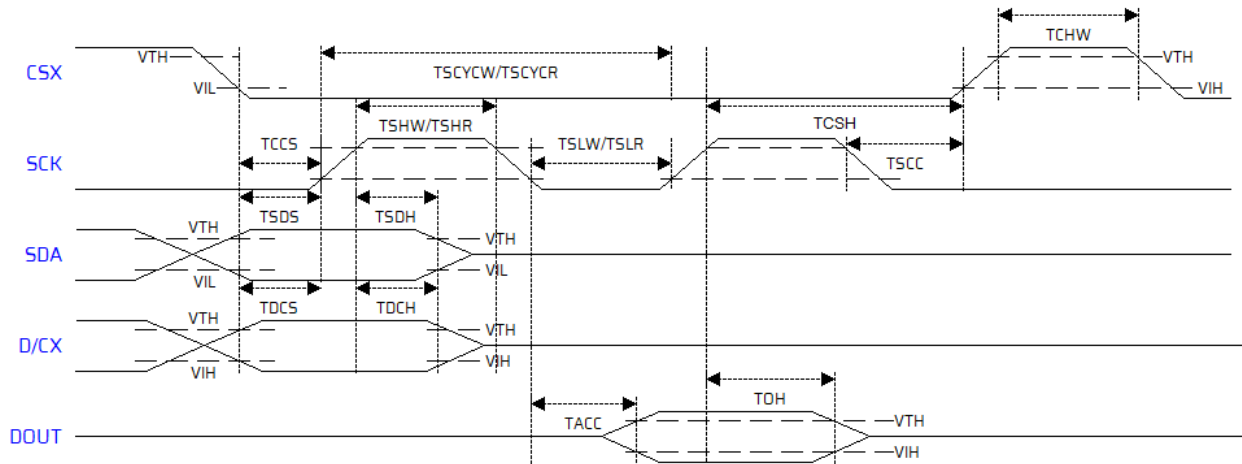 TCHW
VTH
VTH
CSX
TSCYCW/TSCYCR
VIL
VIH
TSHW/TSHR
TCSH
TCCS
TSLW/TSLR
SCK
TSCC
TSDS
TSDH
VTH
VTH
SDA
VIL
VIL
TDCS
TDCH
VTH
VTH
D/CX
VIH
VIH
TOH
TACC
VTH
DOUT
VIH